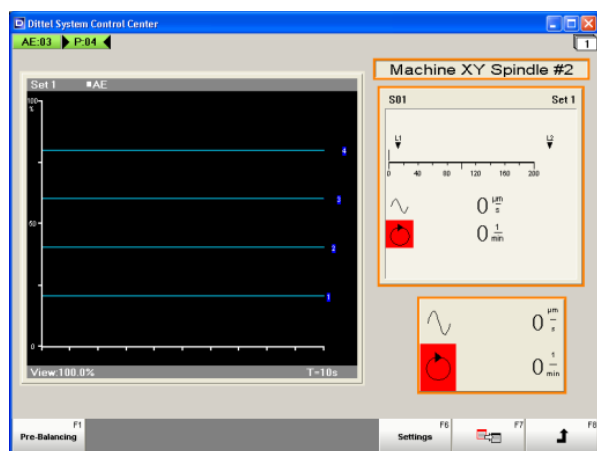 Dittel System Control Center
AE:03 P:04
1
Machine XY Spindle #2
Set 1 ■AE
100
%
4
3
50
2
1
0
View:100.0% T=10s
S01 Set 1
L1 L2
0 40 80 120 160 200
0 µm/s
0 1/min
0 µm/s
0 1/min
F1 F6 F7 F8
Pre-Balancing Settings